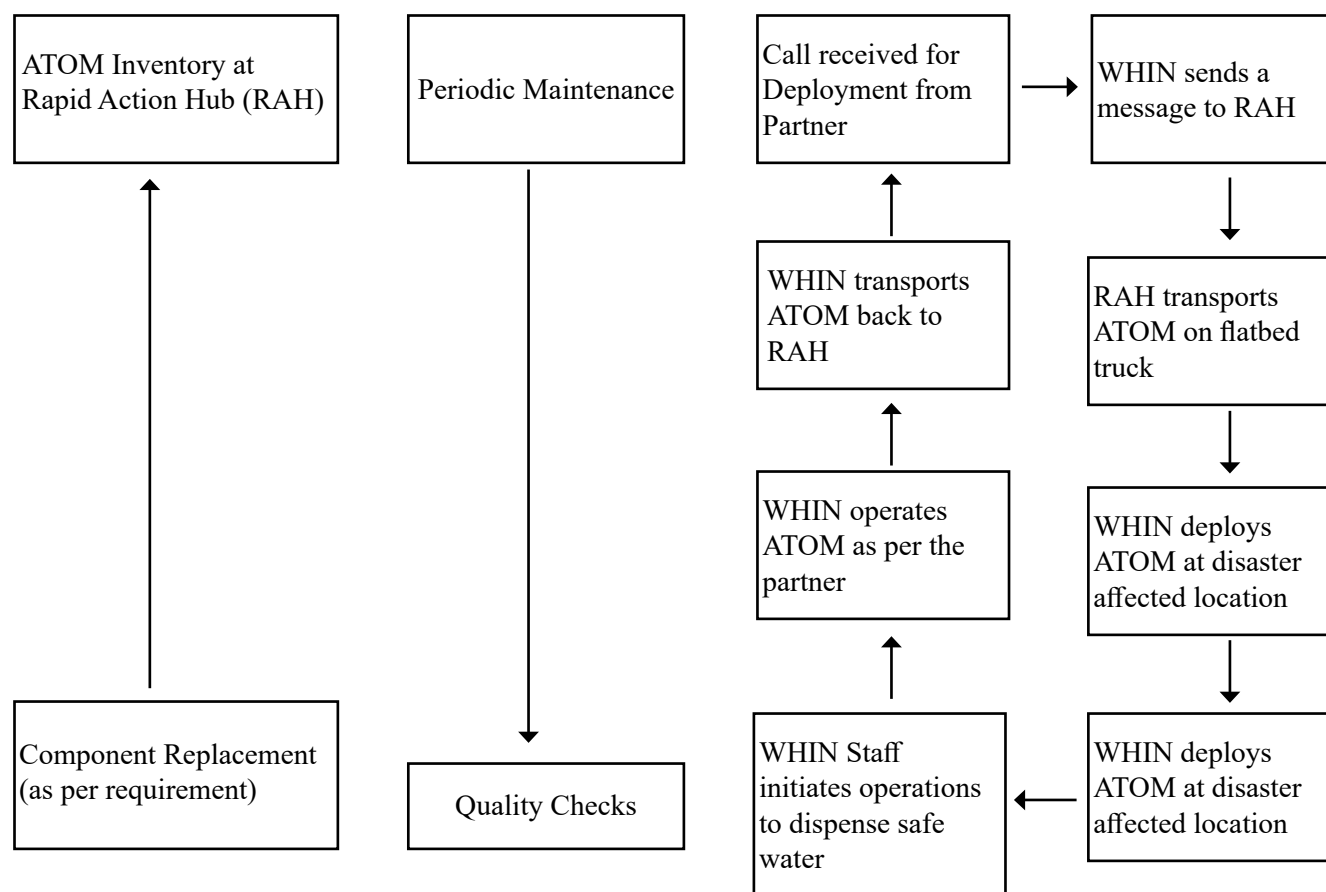 ATOM Inventory at
Rapid Action Hub (RAH)
Periodic Maintenance
Call received for
Deployment from
Partner
WHIN sends a
message to RAH
WHIN transports
ATOM back to
RAH
RAH transports
ATOM on flatbed
truck
WHIN operates
ATOM as per the
partner
WHIN deploys
ATOM at disaster
affected location
Component Replacement
(as per requirement)
Quality Checks
WHIN Staff
initiates operations
to dispense safe
water
WHIN deploys
ATOM at disaster
affected location